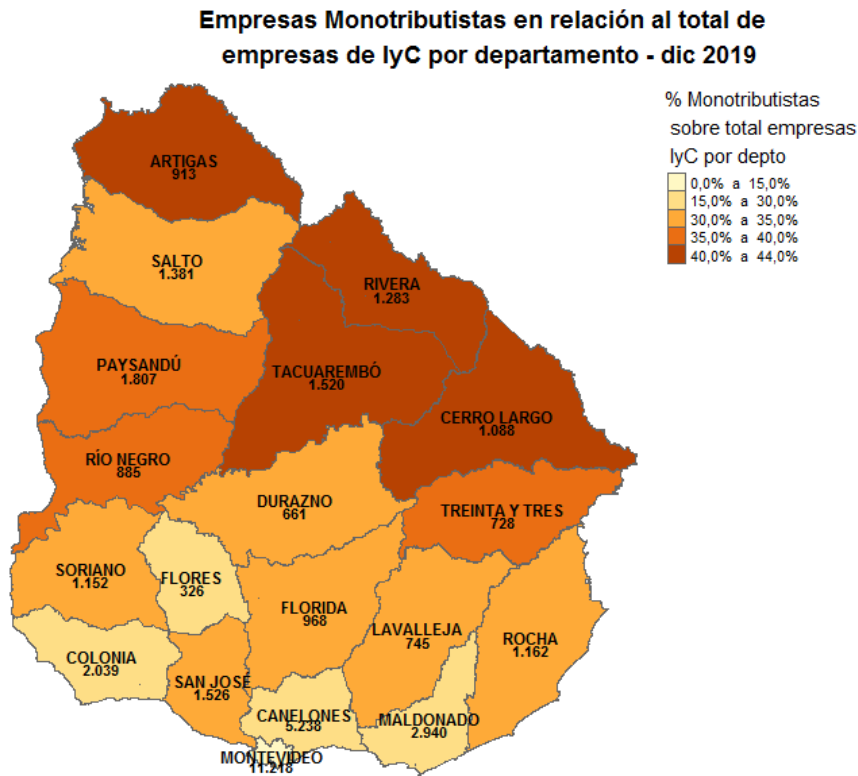 Empresas Monotributistas en relación al total de
empresas de IyC por departamento - dic 2019
% Monotributistas
sobre total empresas
IyC por depto
0,0% a 15,0%
15,0% a 30,0%
30,0% a 35,0%
35,0% a 40,0%
40,0% a 44,0%
ARTIGAS
913
SALTO
1.381
RIVERA
1.283
PAYSANDÚ
1.807
TACUAREMBÓ
1.520
CERRO LARGO
1.088
RÍO NEGRO
885
DURAZNO
661
TREINTA Y TRES
728
SORIANO
1.152
FLORES
326
FLORIDA
968
LAVALLEJA
745
ROCHA
1.162
COLONIA
2.039
SAN JOSÉ
1.526
CANELONES
5.238
MALDONADO
2.940
MONTEVIDEO
11.218